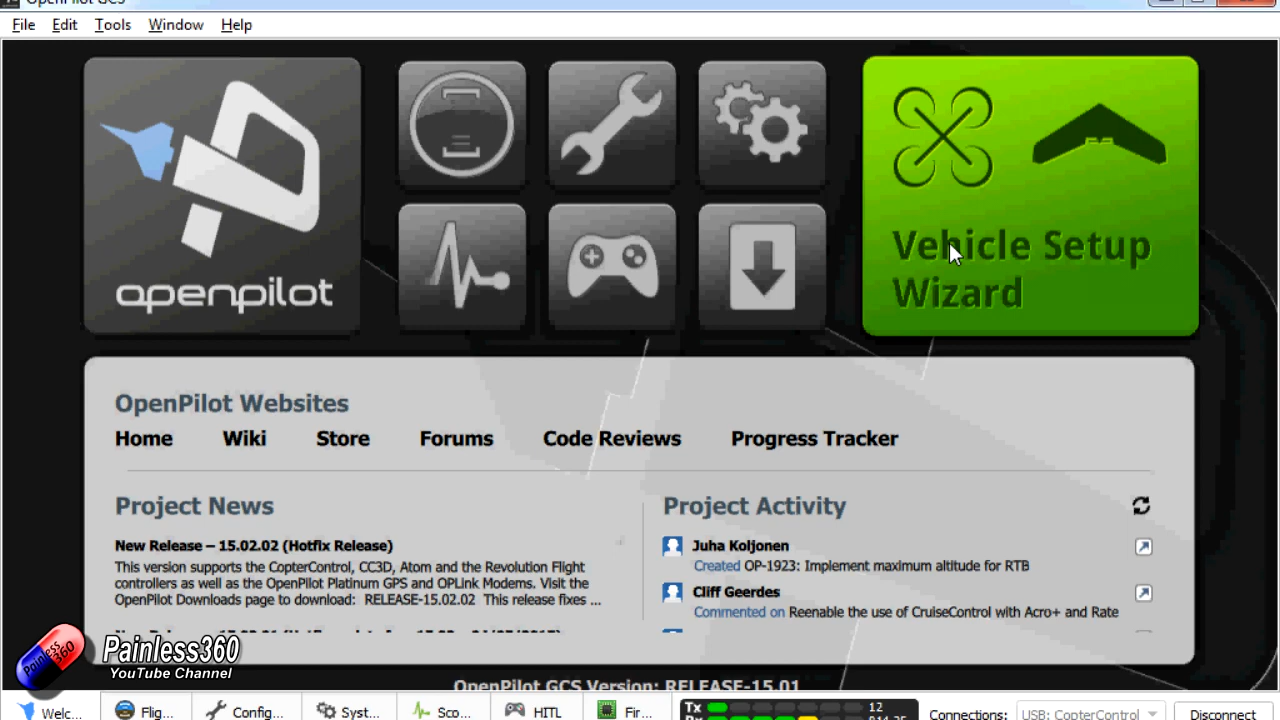 OpenPilot GCS
File Edit Tools Window Help
openpilot
Vehicle Setup
Wizard
OpenPilot Websites
Home Wiki Store Forums Code Reviews Progress Tracker
Project News
New Release – 15.02.02 (Hotfix Release)
This version supports the CopterControl, CC3D, Atom and the Revolution Flight
controllers as well as the OpenPilot Platinum GPS and OPLink Modems. Visit the
OpenPilot Downloads page to download: RELEASE-15.02.02 This release fixes ...
Project Activity
Juha Koljonen
Created OP-1923: Implement maximum altitude for RTB
Cliff Geerdes
Commented on Reenable the use of CruiseControl with Acro+ and Rate
Painless360
Painless360
YouTube Channel
OpenPilot GCS Version: RELEASE-15.01
Welc... Flig... Config... Syst... Sco... HITL Fir...
Tx 12
Connections: USB: CopterControl Disconnect